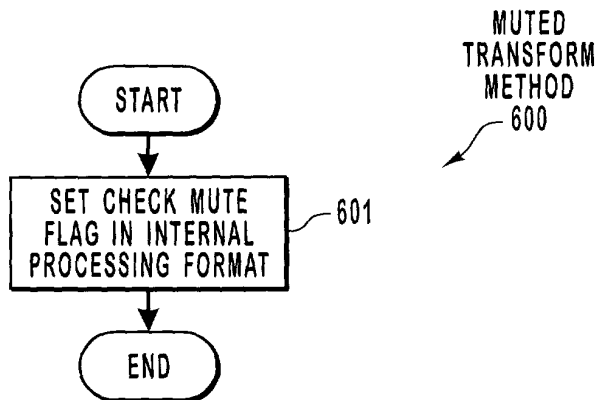 MUTED
TRANSFORM
METHOD
600
START
SET CHECK MUTE
FLAG IN INTERNAL
PROCESSING FORMAT
601
END